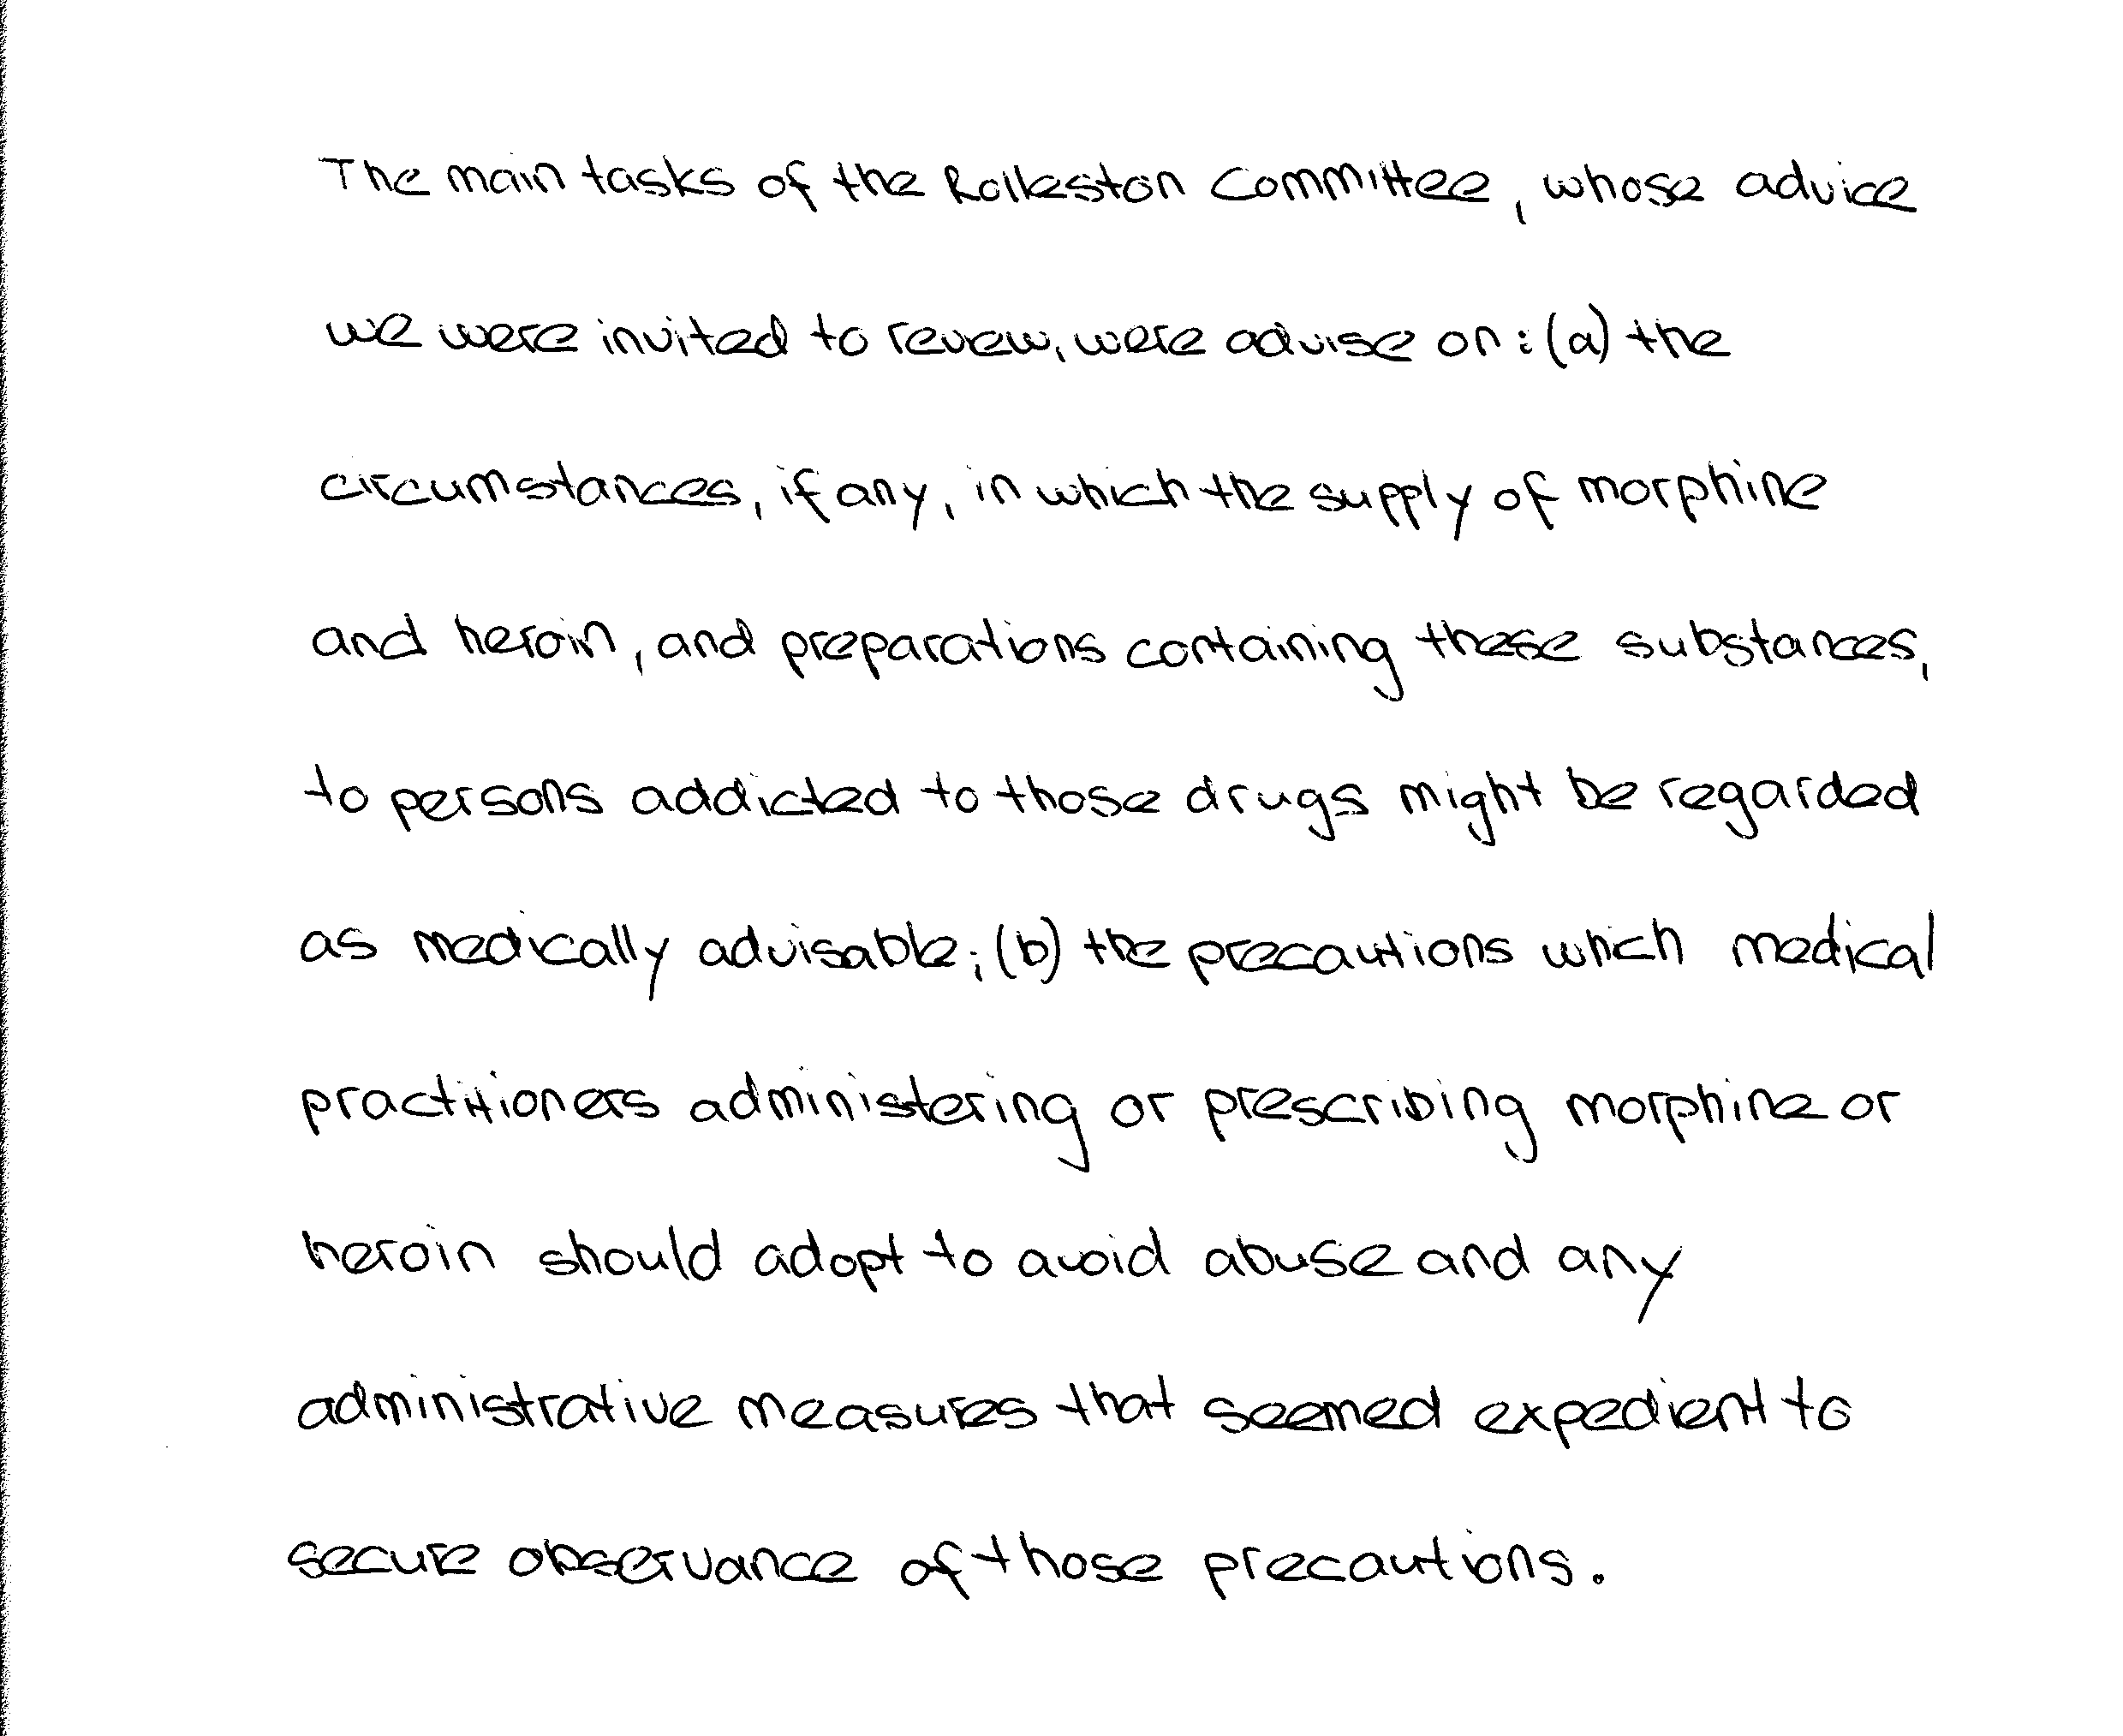 The main tasks of the Rolleston Committee, whose advice
we were invited to review, were advise on: (a) the
circumstances, if any, in which the supply of morphine
and heroin, and preparations containing these substances,
to persons addicted to those drugs might be regarded
as medically advisable; (b) the precautions which medical
practitioners administering or prescribing morphine or
heroin should adopt to avoid abuse and any
administrative measures that seemed expedient to
secure observance of those precautions.